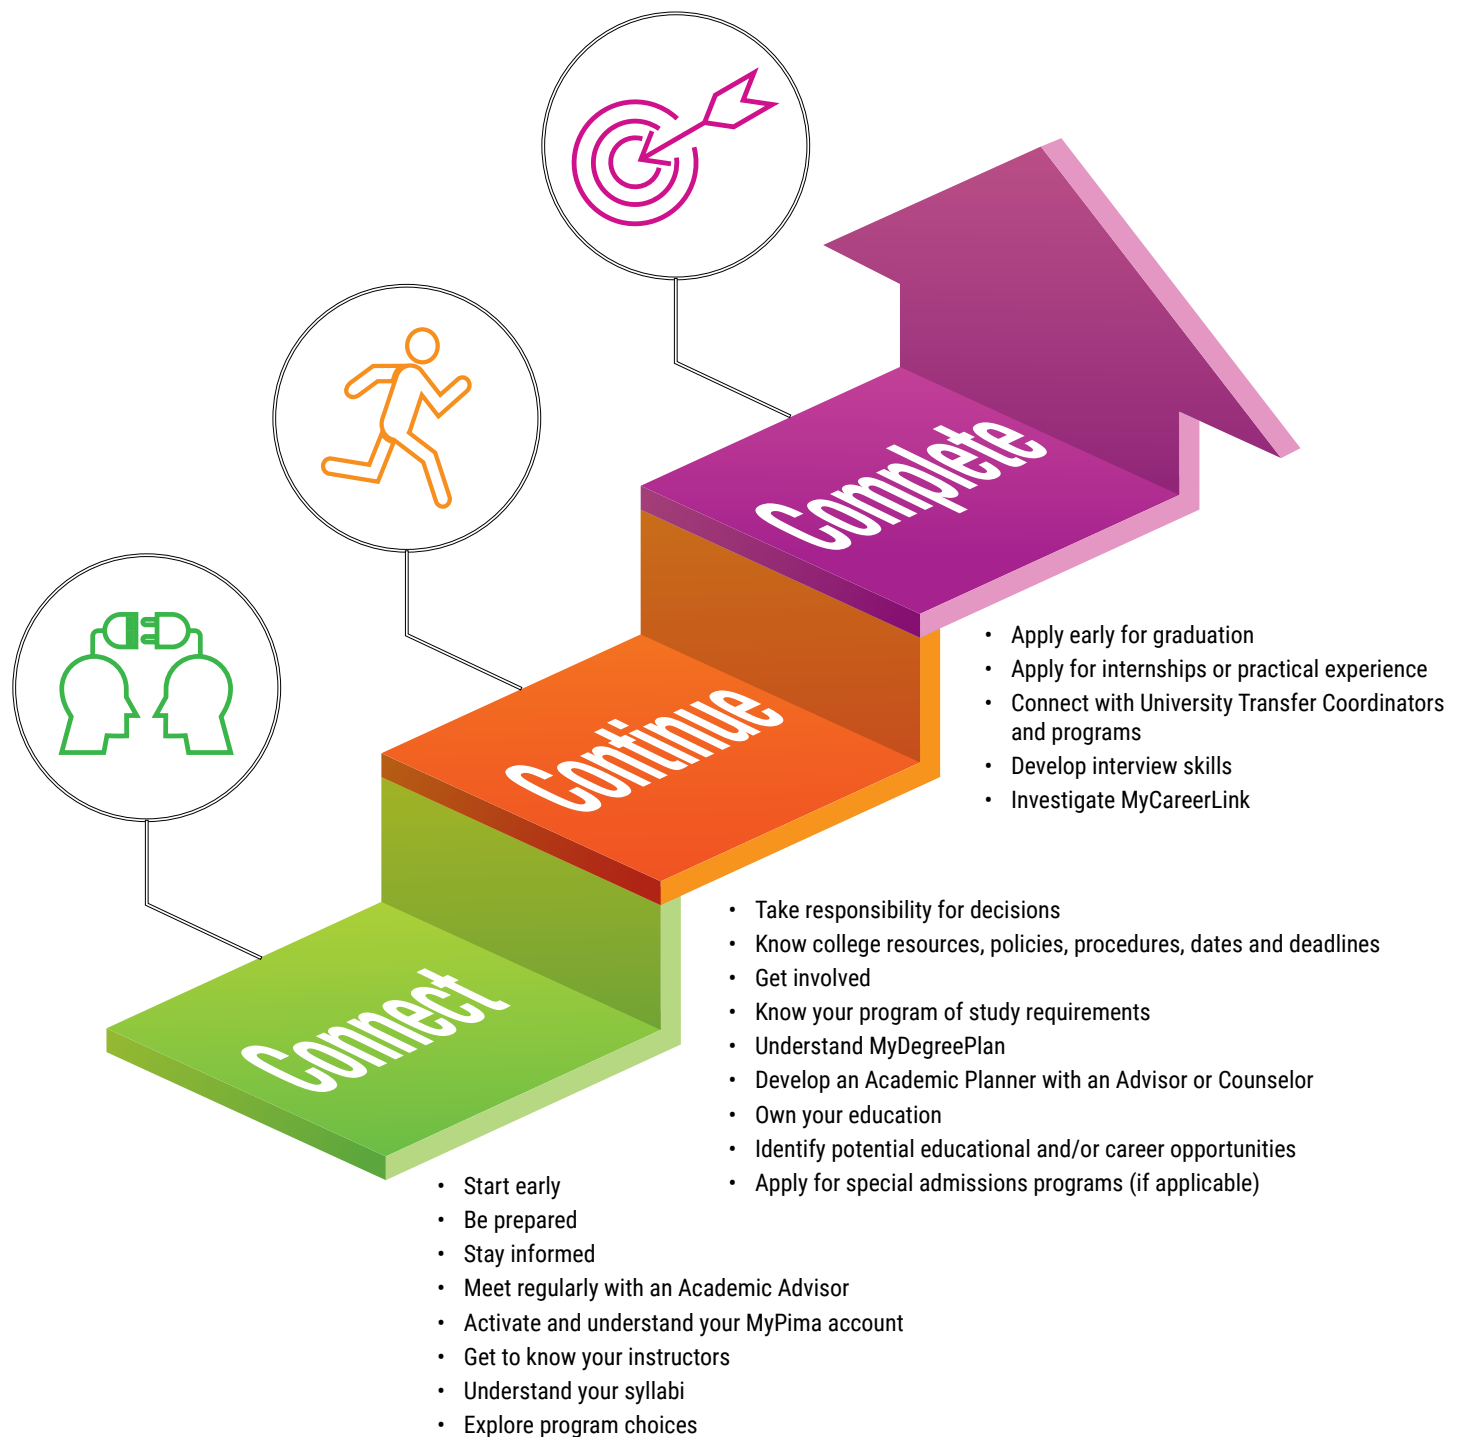 Complete
• Apply early for graduation
• Apply for internships or practical experience
• Connect with University Transfer Coordinators
and programs
• Develop interview skills
• Investigate MyCareerLink
Continue
• Take responsibility for decisions
• Know college resources, policies, procedures, dates and deadlines
• Get involved
• Know your program of study requirements
• Understand MyDegreePlan
• Develop an Academic Planner with an Advisor or Counselor
• Own your education
• Identify potential educational and/or career opportunities
• Apply for special admissions programs (if applicable)
Connect
• Start early
• Be prepared
• Stay informed
• Meet regularly with an Academic Advisor
• Activate and understand your MyPima account
• Get to know your instructors
• Understand your syllabi
• Explore program choices